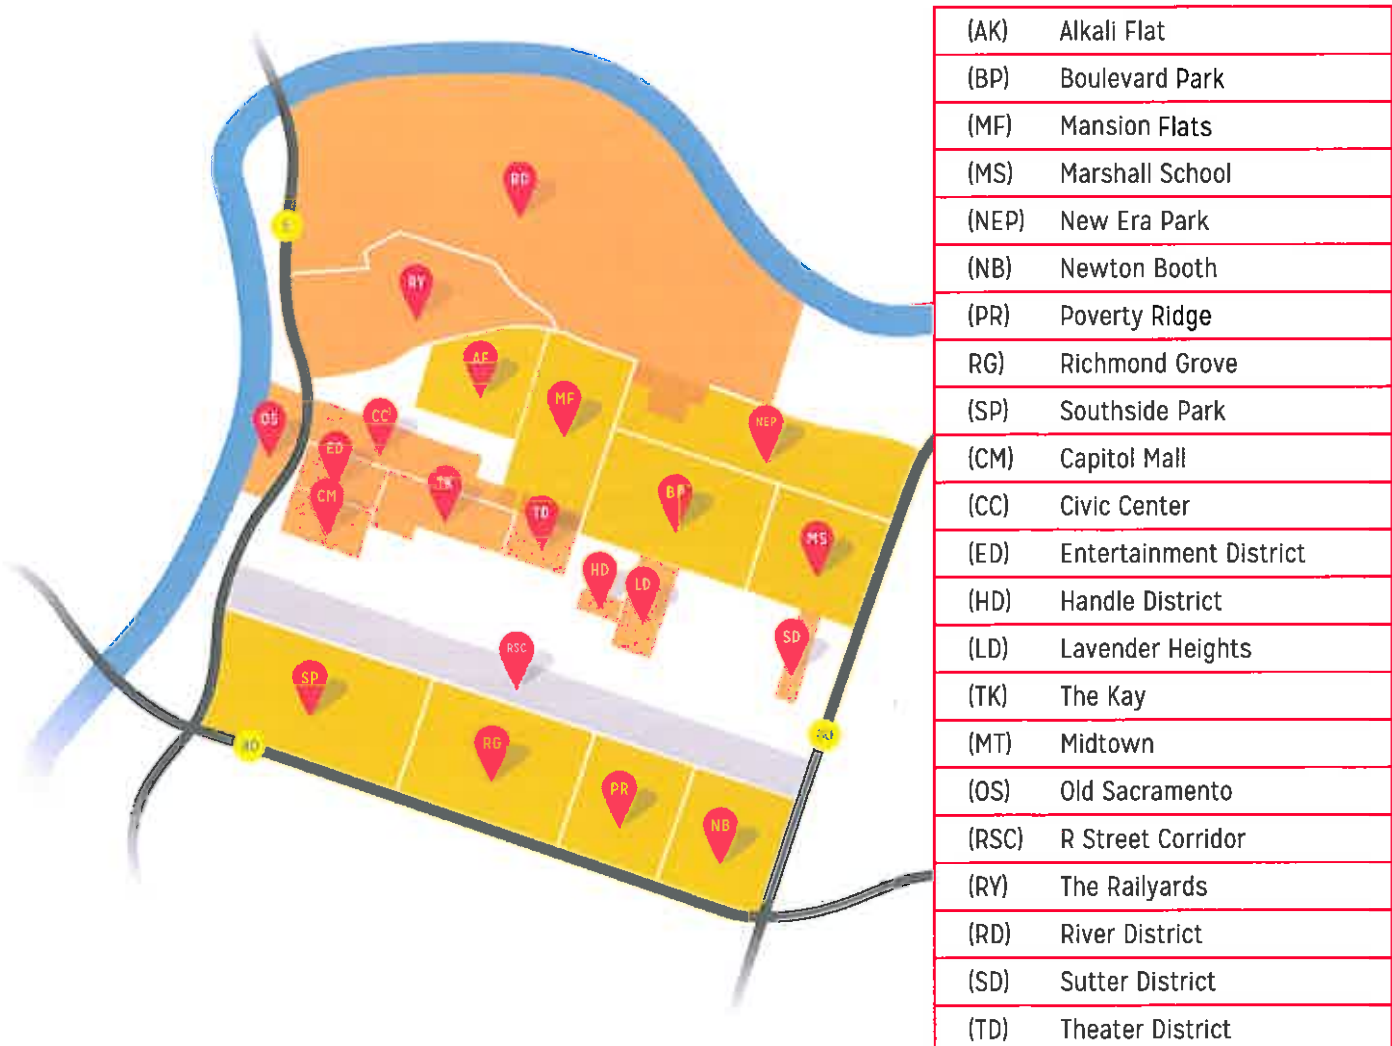 RD
RY
AF
MF
CC
OS
NEP
ED
TK
BP
CM
TD
MS
HD
LD
SD
RSC
SP
RG
PR
NB
(AK) Alkali Flat
(BP) Boulevard Park
(MF) Mansion Flats
(MS) Marshall School
(NEP) New Era Park
(NB) Newton Booth
(PR) Poverty Ridge
RG) Richmond Grove
(SP) Southside Park
(CM) Capitol Mall
(CC) Civic Center
(ED) Entertainment District
(HD) Handle District
(LD) Lavender Heights
(TK) The Kay
(MT) Midtown
(OS) Old Sacramento
(RSC) R Street Corridor
(RY) The Railyards
(RD) River District
(SD) Sutter District
(TD) Theater District